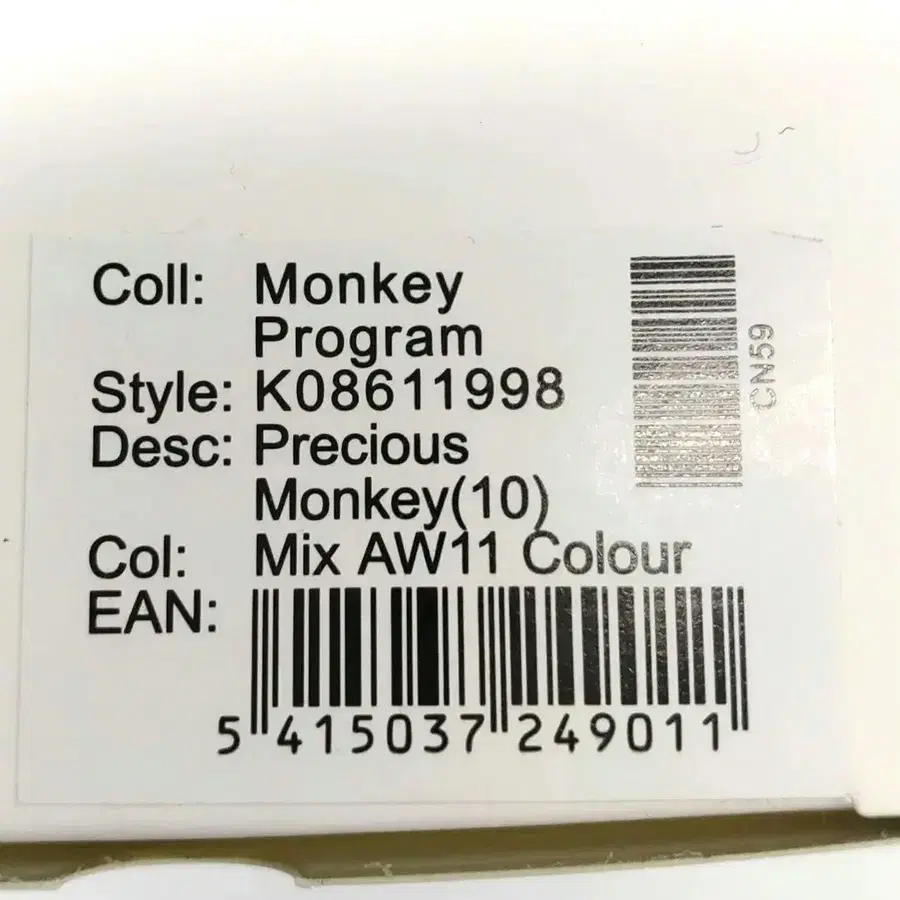 Coll: Monkey
Program
Style: K08611998
Desc: Precious
Monkey(10)
Col: Mix AW11 Colour
EAN:
5 415037 249011
CN59